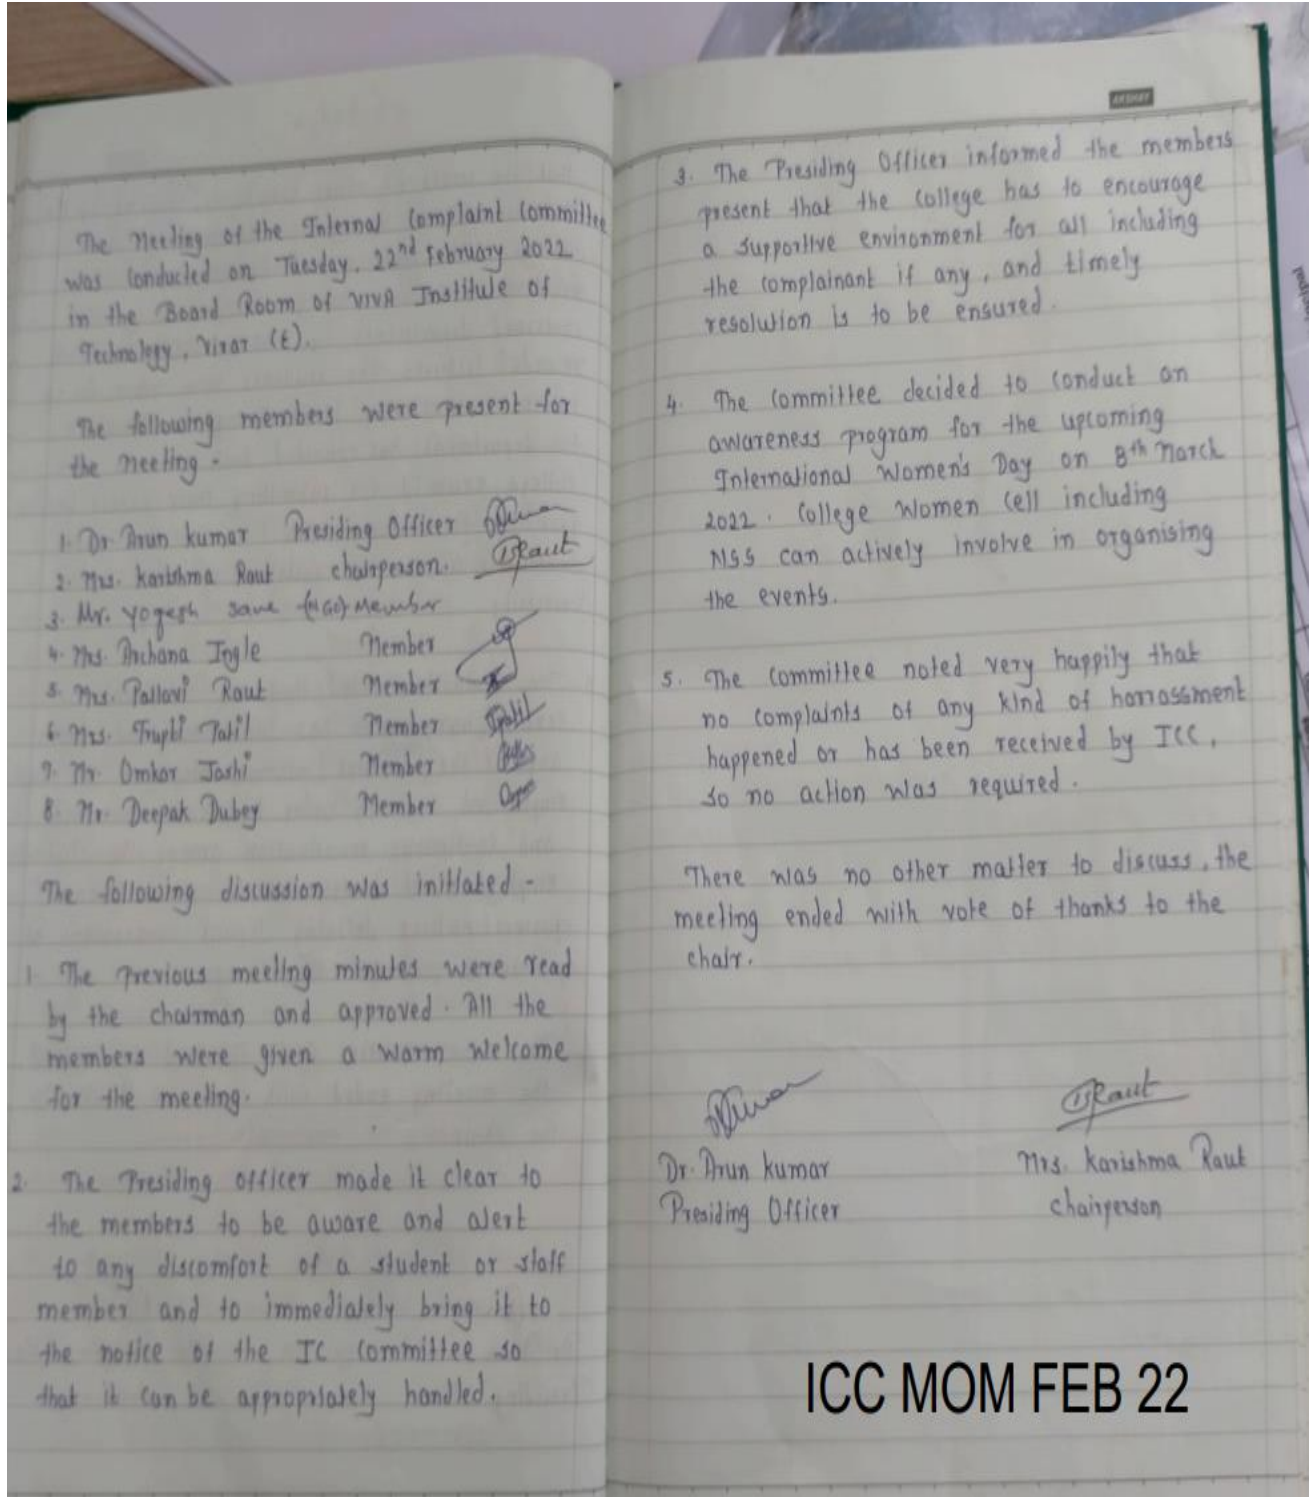 The Meeting of the Internal Complaint Committee
was conducted on Tuesday, 22nd February 2022
in the Board Room of VIVA Institute of
Technology, Virar (E).
The following members were present for
the Meeting -
1. Dr. Arun kumar Presiding Officer
2. Mrs. Karishma Raut chairperson.
3. Mr. Yogesh Save (NGO) Member
4. Mrs. Archana Ingle Member
5. Mrs. Pallavi Raut Member
6. Mrs. Trupti Patil Member
7. Mr. Omkar Joshi Member
8. Mr. Deepak Dubey Member
The following discussion was initiated -
1 The previous meeting minutes were read
by the chairman and approved. All the
members were given a warm welcome
for the meeting.
2. The Presiding officer made it clear to
the members to be aware and alert
to any discomfort of a student or staff
member and to immediately bring it to
the notice of the IC Committee so
that it can be appropriately handled.
AKSHAY
3. The Presiding Officer informed the members
present that the college has to encourage
a supportive environment for all including
the complainant if any, and timely
resolution is to be ensured.
4. The Committee decided to conduct an
awareness program for the upcoming
International Women's Day on 8th March
2022. College Women Cell including
NSS can actively involve in organising
the events.
5. The Committee noted very happily that
no complaints of any kind of harrassment
happened or has been received by ICC,
so no action was required.
There was no other matter to discuss, the
meeting ended with vote of thanks to the
chair.
Dr. Arun kumar Mrs. Karishma Raut
Presiding Officer chairperson
ICC MOM FEB 22